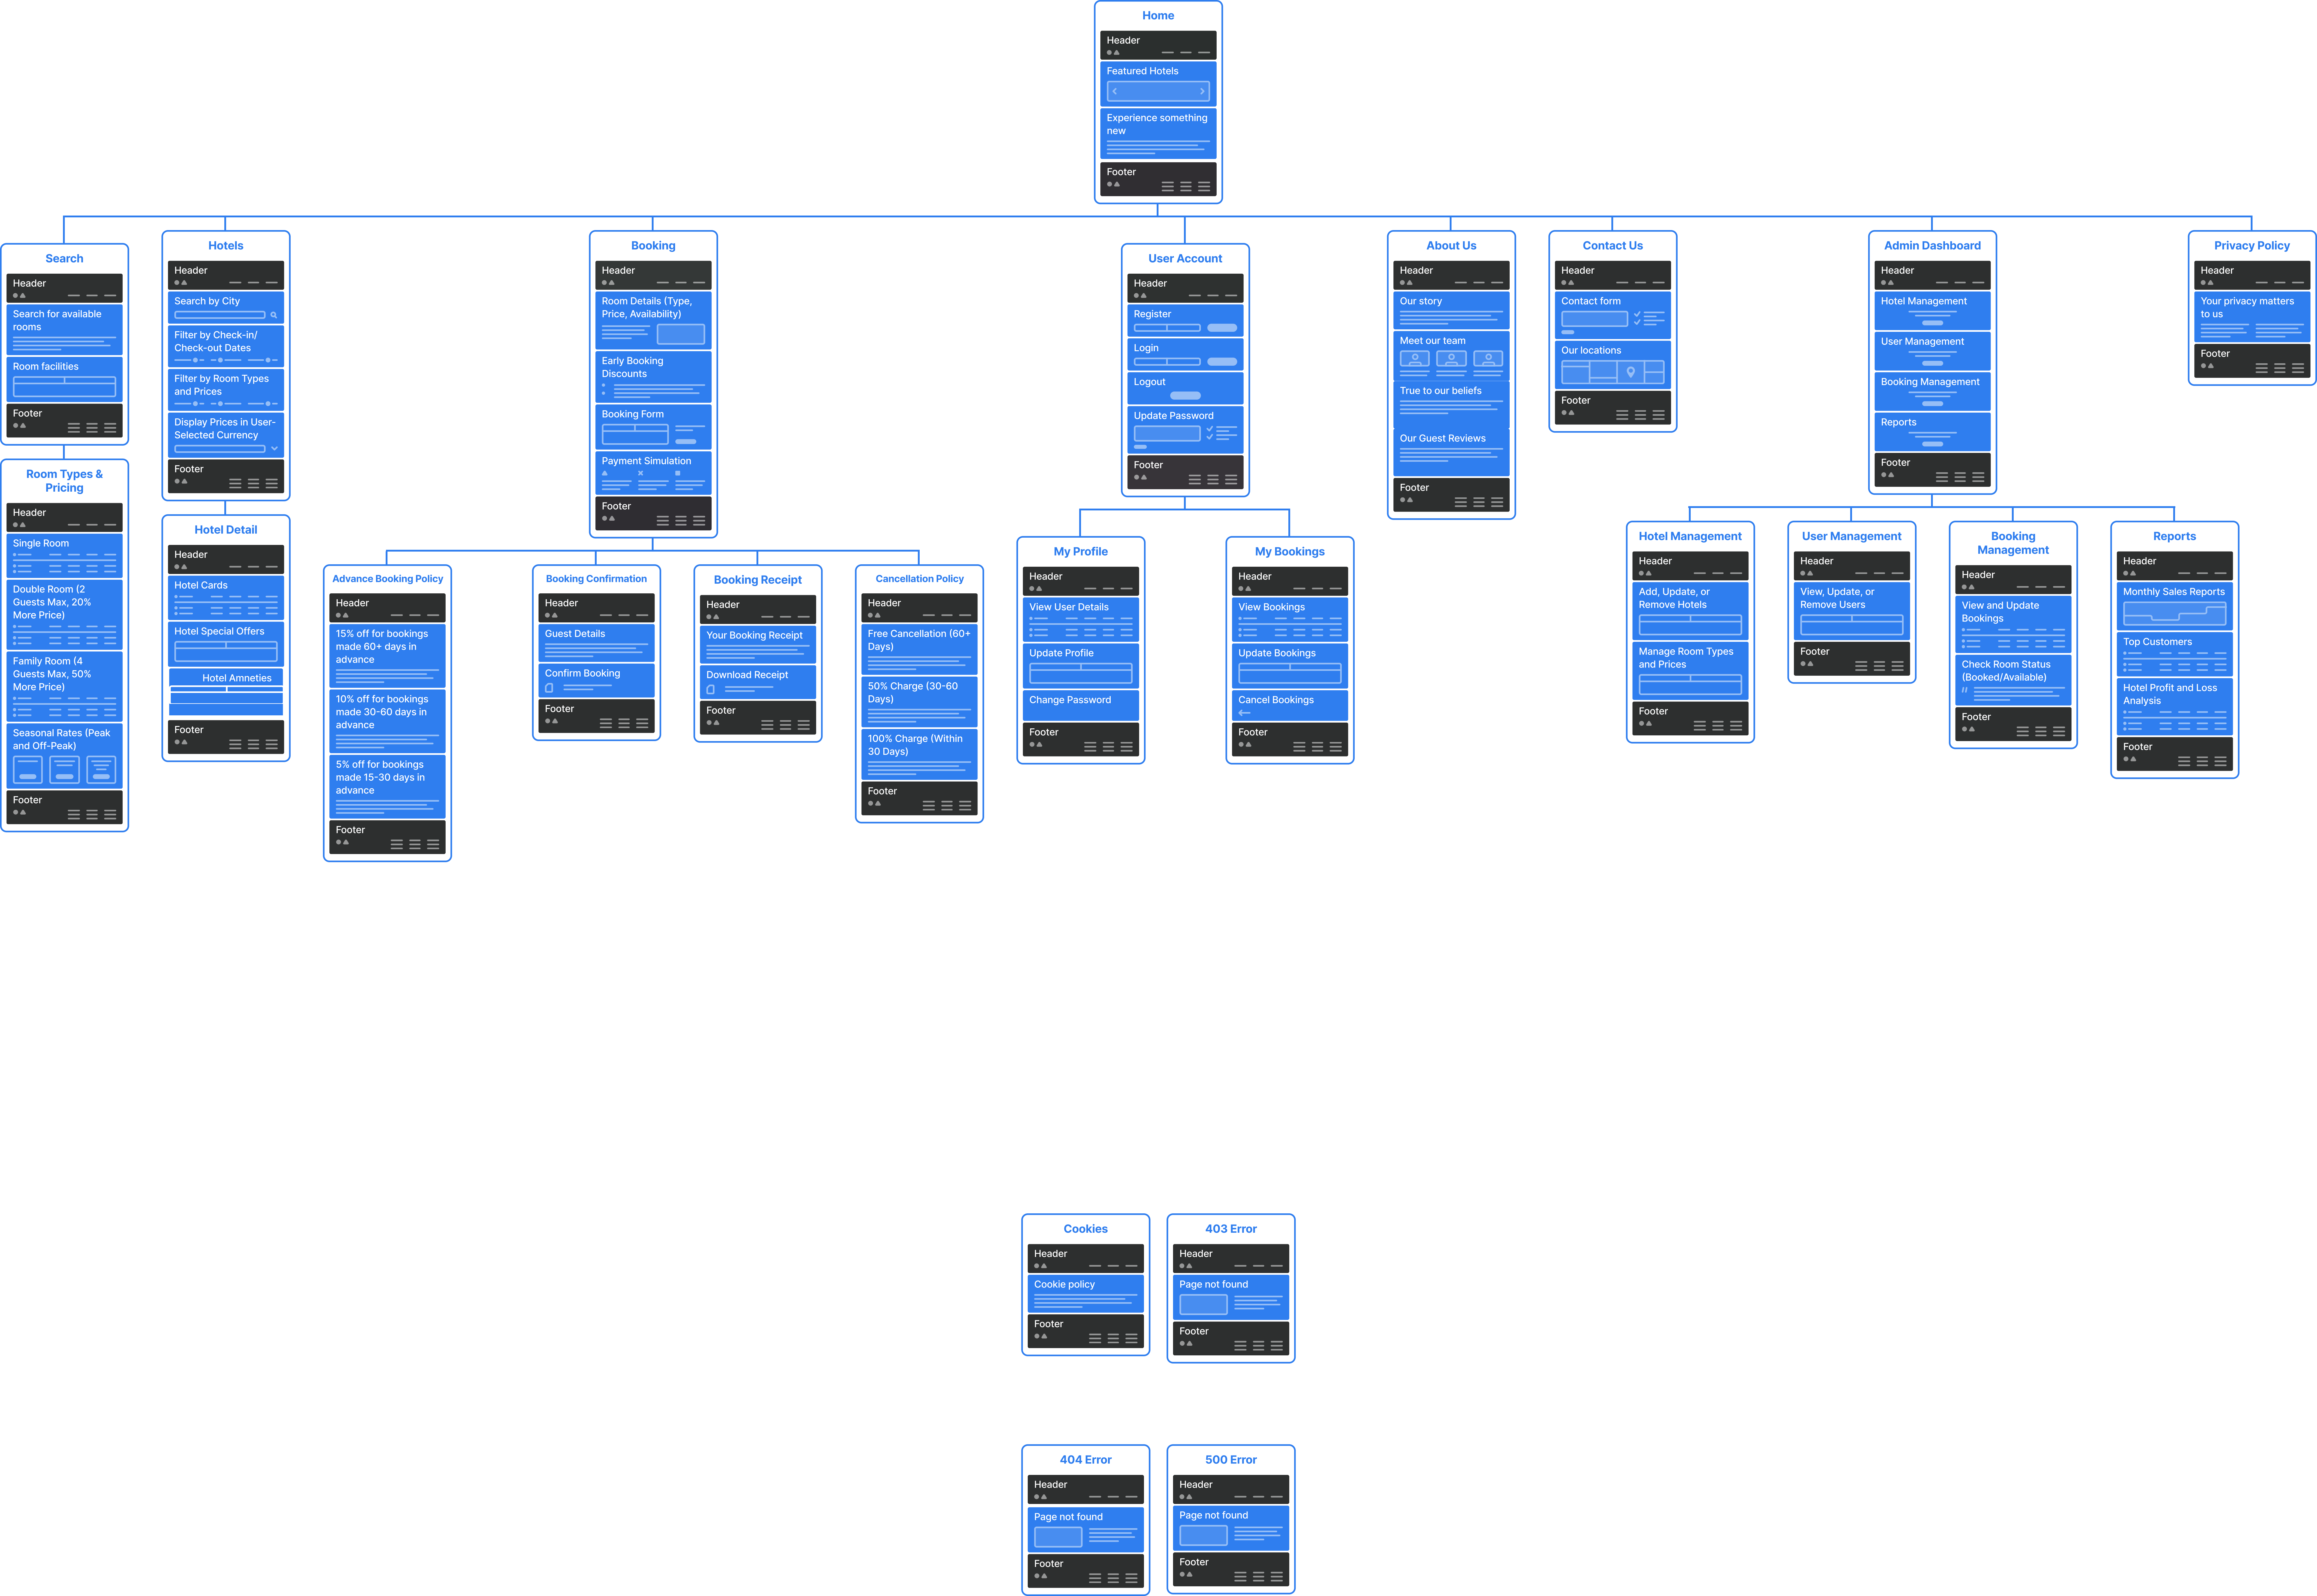 Home
Header
Featured Hotels
Experience something
new
Footer
Search
Header
Search for available
rooms
Room facilities
Footer
Room Types &
Pricing
Header
Single Room
Double Room (2
Guests Max, 20%
More Price)
Family Room (4
Guests Max, 50%
More Price)
Seasonal Rates (Peak
and Off-Peak)
Footer
Hotels
Header
Search by City
Filter by Check-in/
Check-out Dates
Filter by Room Types
and Prices
Display Prices in User-
Selected Currency
Footer
Hotel Detail
Header
Hotel Cards
Hotel Special Offers
Hotel Amneties
Footer
Booking
Header
Room Details (Type,
Price, Availability)
Early Booking
Discounts
Booking Form
Payment Simulation
Footer
Advance Booking Policy
Header
15% off for bookings
made 60+ days in
advance
10% off for bookings
made 30-60 days in
advance
5% off for bookings
made 15-30 days in
advance
Footer
Booking Confirmation
Header
Guest Details
Confirm Booking
Footer
Booking Receipt
Header
Your Booking Receipt
Download Receipt
Footer
Cancellation Policy
Header
Free Cancellation (60+
Days)
50% Charge (30-60
Days)
100% Charge (Within
30 Days)
Footer
User Account
Header
Register
Login
Logout
Update Password
Footer
My Profile
Header
View User Details
Update Profile
Change Password
Footer
My Bookings
Header
View Bookings
Update Bookings
Cancel Bookings
Footer
About Us
Header
Our story
Meet our team
True to our beliefs
Our Guest Reviews
Footer
Contact Us
Header
Contact form
Our locations
Footer
Admin Dashboard
Header
Hotel Management
User Management
Booking Management
Reports
Footer
Hotel Management
Header
Add, Update, or
Remove Hotels
Manage Room Types
and Prices
Footer
User Management
Header
View, Update, or
Remove Users
Footer
Booking
Management
Header
View and Update
Bookings
Check Room Status
(Booked/Available)
Footer
Reports
Header
Monthly Sales Reports
Top Customers
Hotel Profit and Loss
Analysis
Footer
Privacy Policy
Header
Your privacy matters
to us
Footer
Cookies
Header
Cookie policy
Footer
403 Error
Header
Page not found
Footer
404 Error
Header
Page not found
Footer
500 Error
Header
Page not found
Footer